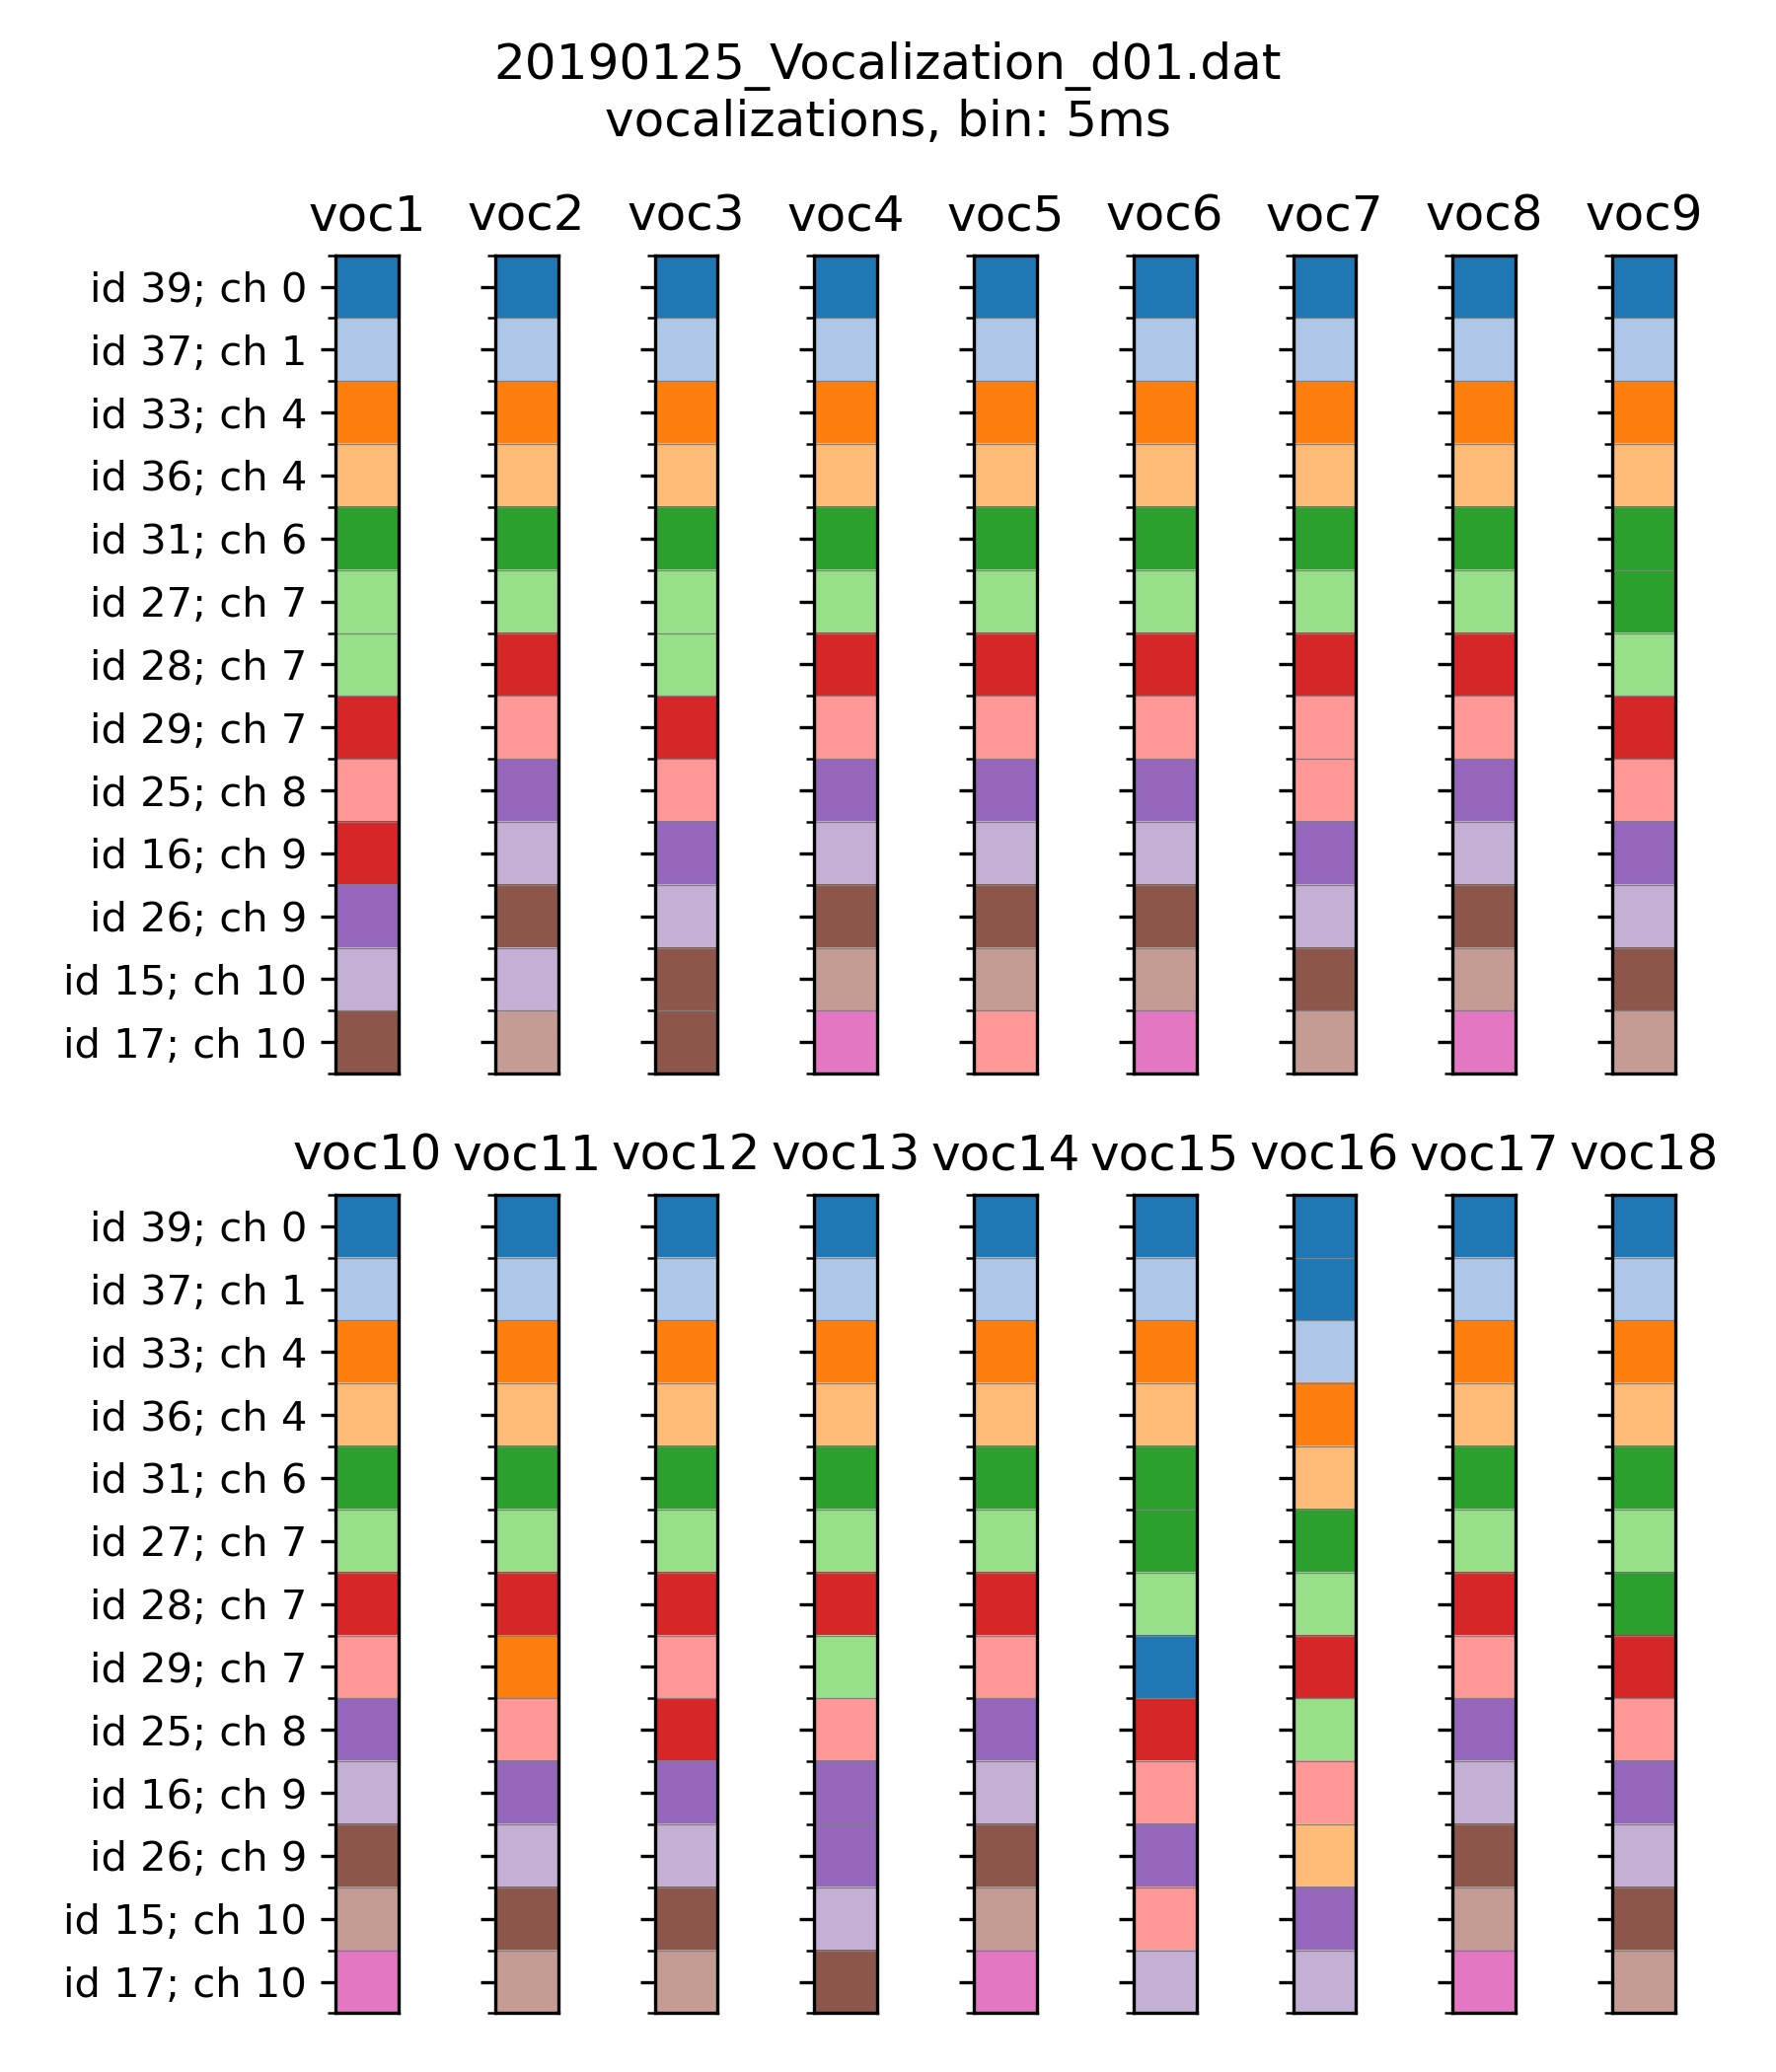 20190125_Vocalization_d01.dat
vocalizations, bin: 5ms
voc1 voc2 voc3 voc4 voc5 voc6 voc7 voc8 voc9
id 39; ch 0
id 37; ch 1
id 33; ch 4
id 36; ch 4
id 31; ch 6
id 27; ch 7
id 28; ch 7
id 29; ch 7
id 25; ch 8
id 16; ch 9
id 26; ch 9
id 15; ch 10
id 17; ch 10
voc10 voc11 voc12 voc13 voc14 voc15 voc16 voc17 voc18
id 39; ch 0
id 37; ch 1
id 33; ch 4
id 36; ch 4
id 31; ch 6
id 27; ch 7
id 28; ch 7
id 29; ch 7
id 25; ch 8
id 16; ch 9
id 26; ch 9
id 15; ch 10
id 17; ch 10